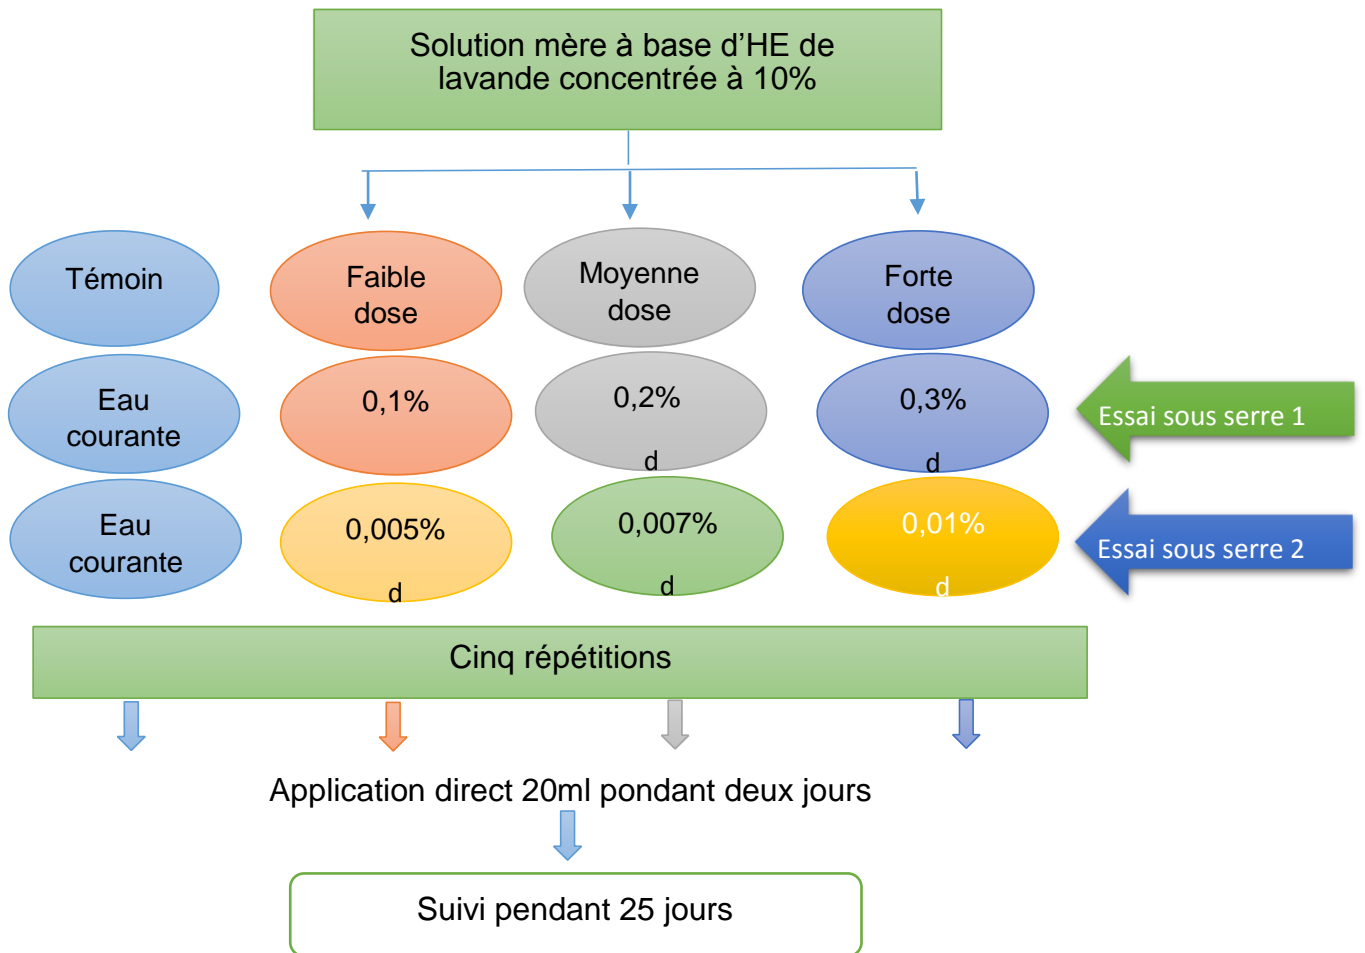 Solution mère à base d’HE de
lavande concentrée à 10%
Témoin
Faible
dose
Moyenne
dose
Forte
dose
Eau
courante
0,1%
0,2%
d
0,3%
d
Essai sous serre 1
Eau
courante
0,005%
d
0,007%
d
0,01%
d
Essai sous serre 2
Cinq répétitions
Application direct 20ml pondant deux jours
Suivi pendant 25 jours